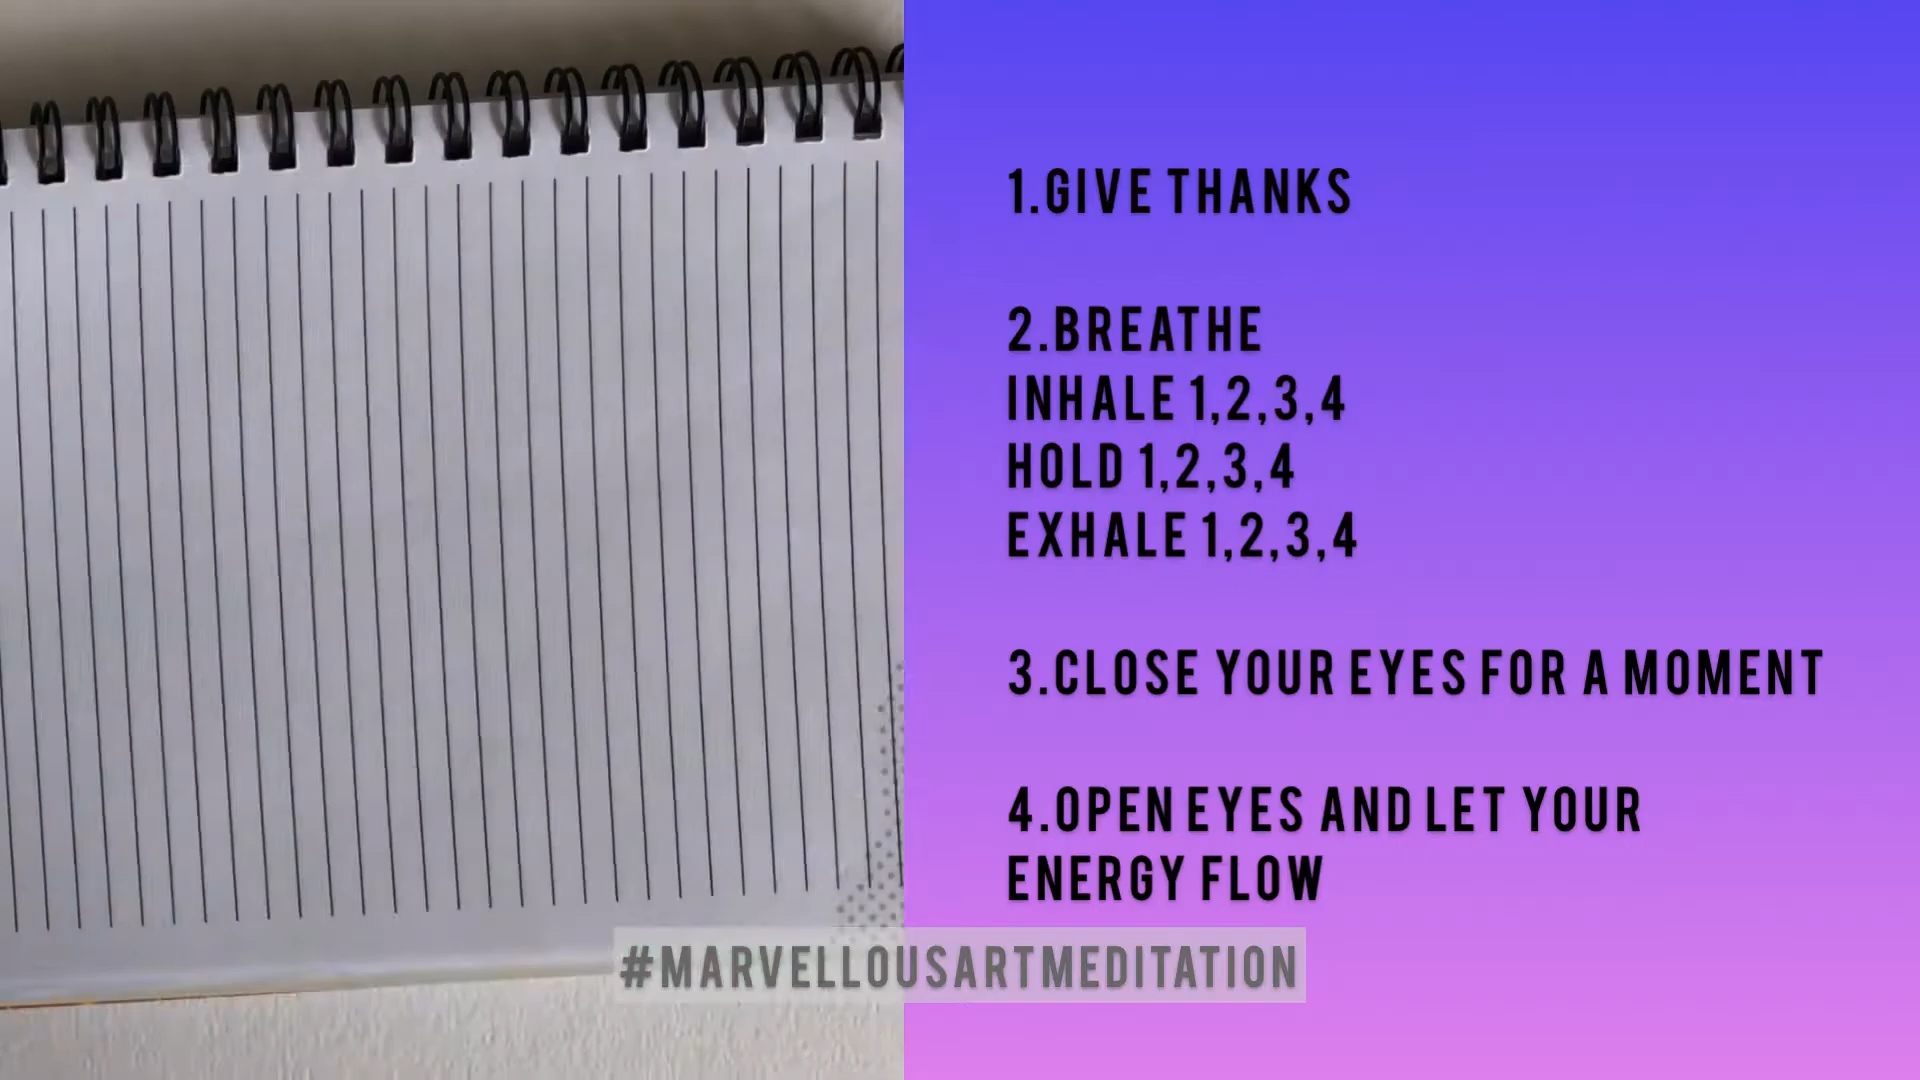 1.GIVE THANKS
2.BREATHE
INHALE 1,2,3,4
HOLD 1,2,3,4
EXHALE 1,2,3,4
3.CLOSE YOUR EYES FOR A MOMENT
4.OPEN EYES AND LET YOUR
ENERGY FLOW
#MARVELLOUSARTMEDITATION